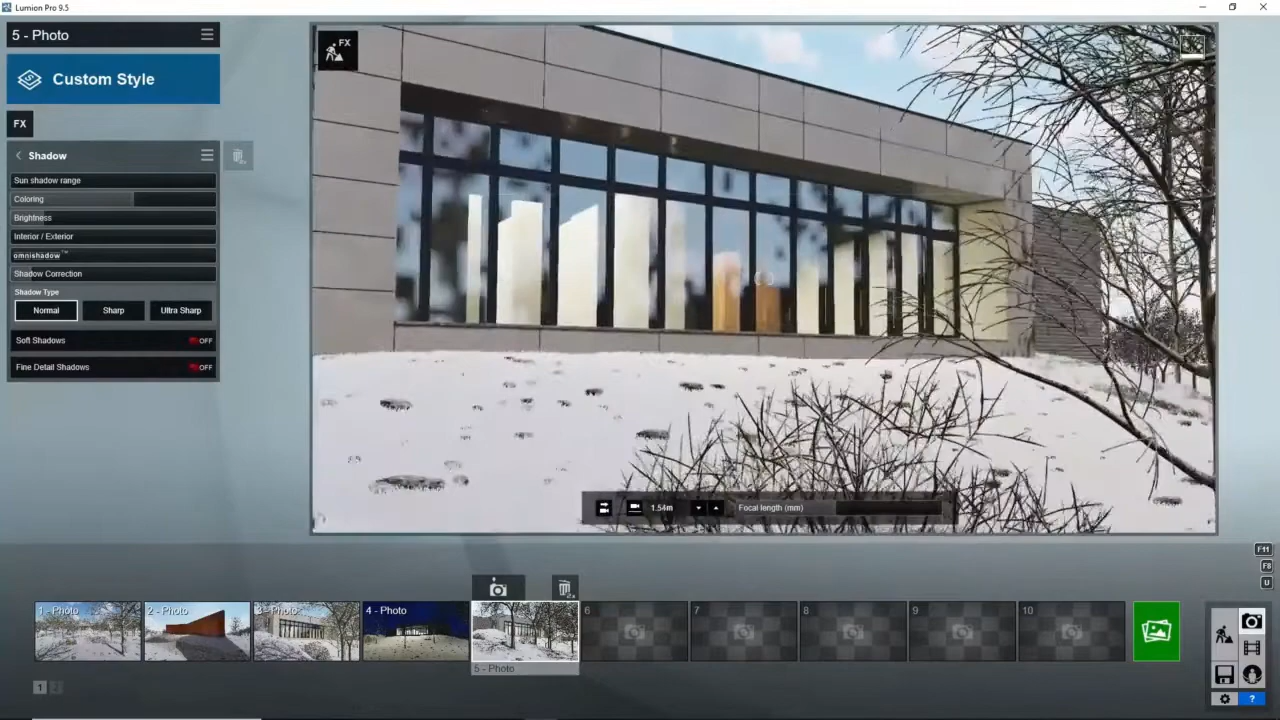 Lumion Pro 9.5
5 - Photo
Custom Style
FX
Shadow
Sun shadow range
Coloring
Brightness
Interior / Exterior
omnishadow™
Shadow Correction
Shadow Type
Normal
Sharp
Ultra Sharp
Soft Shadows
OFF
Fine Detail Shadows
OFF
FX
1.54m
Focal length (mm)
F11
F8
U
1 - Photo
2 - Photo
3 - Photo
4 - Photo
6
7
8
9
10
5 - Photo
1
2
?